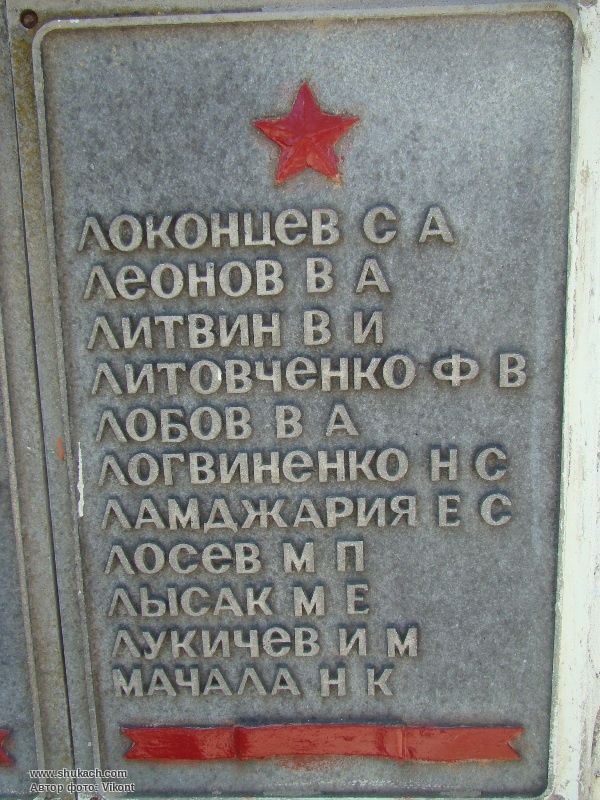 ЛОКОНЦЕВ С А
ЛЕОНОВ В А
ЛИТВИН В И
ЛИТОВЧЕНКО Ф В
ЛОБОВ В А
ЛОГВИНЕНКО Н С
ЛАМДЖАРИЯ Е С
ЛОСЕВ М П
ЛЫСАК М Е
ЛУКИЧЕВ И М
МАЧАЛА Н К
www.shukach.com
Автор фото: Vikont